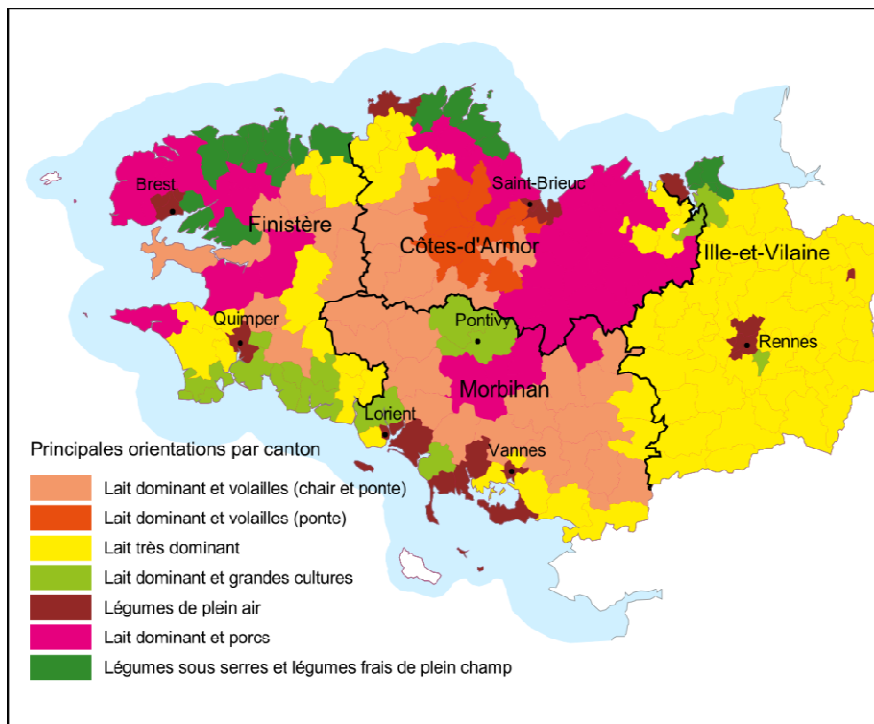 Brest
Saint-Brieuc
Finistère
Côtes-d'Armor
Ille-et-Vilaine
Quimper
Pontivy
Rennes
Morbihan
Lorient
Vannes
Principales orientations par canton
Lait dominant et volailles (chair et ponte)
Lait dominant et volailles (ponte)
Lait très dominant
Lait dominant et grandes cultures
Légumes de plein air
Lait dominant et porcs
Légumes sous serres et légumes frais de plein champ